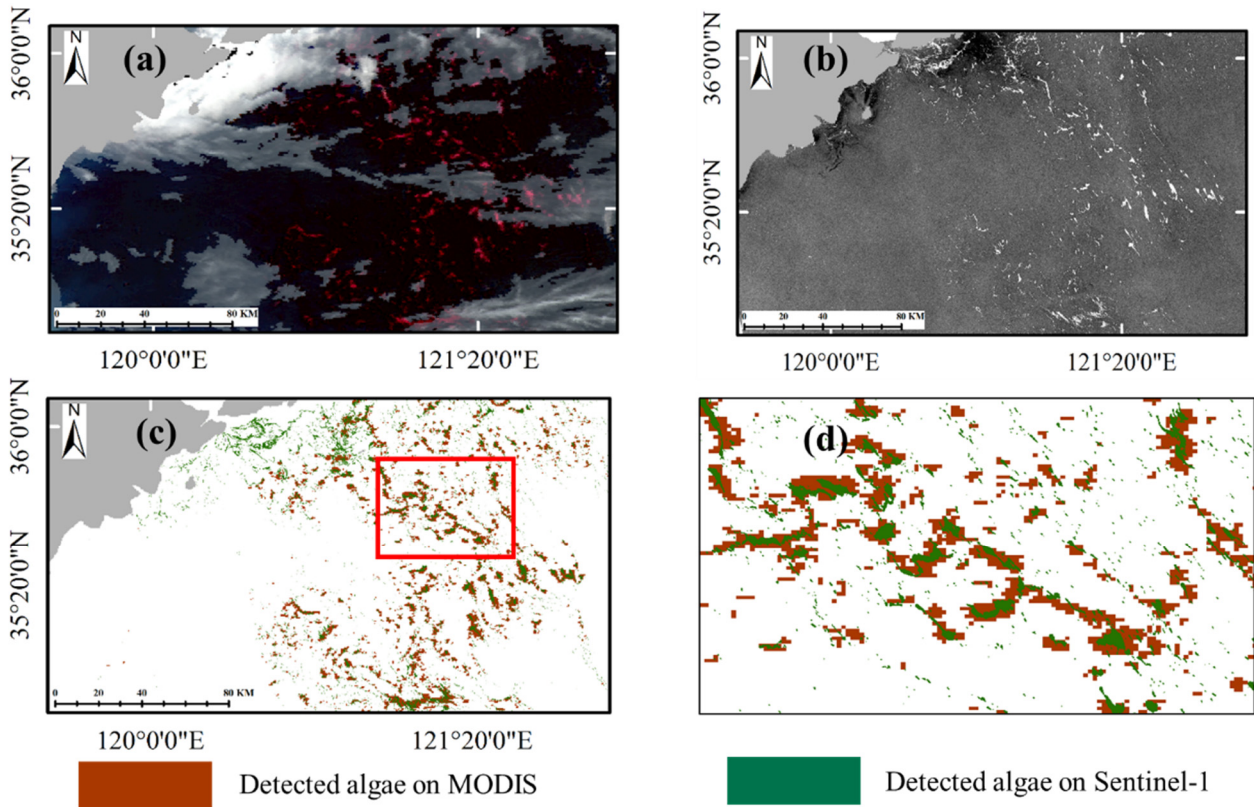 N
(a)
36°0'0"N
35°20'0"N
0 20 40 80 KM
120°0'0"E 121°20'0"E
N
(b)
36°0'0"N
35°20'0"N
0 20 40 80 KM
120°0'0"E 121°20'0"E
N
(c)
36°0'0"N
35°20'0"N
0 20 40 80 KM
120°0'0"E 121°20'0"E
(d)
Detected algae on MODIS
Detected algae on Sentinel-1